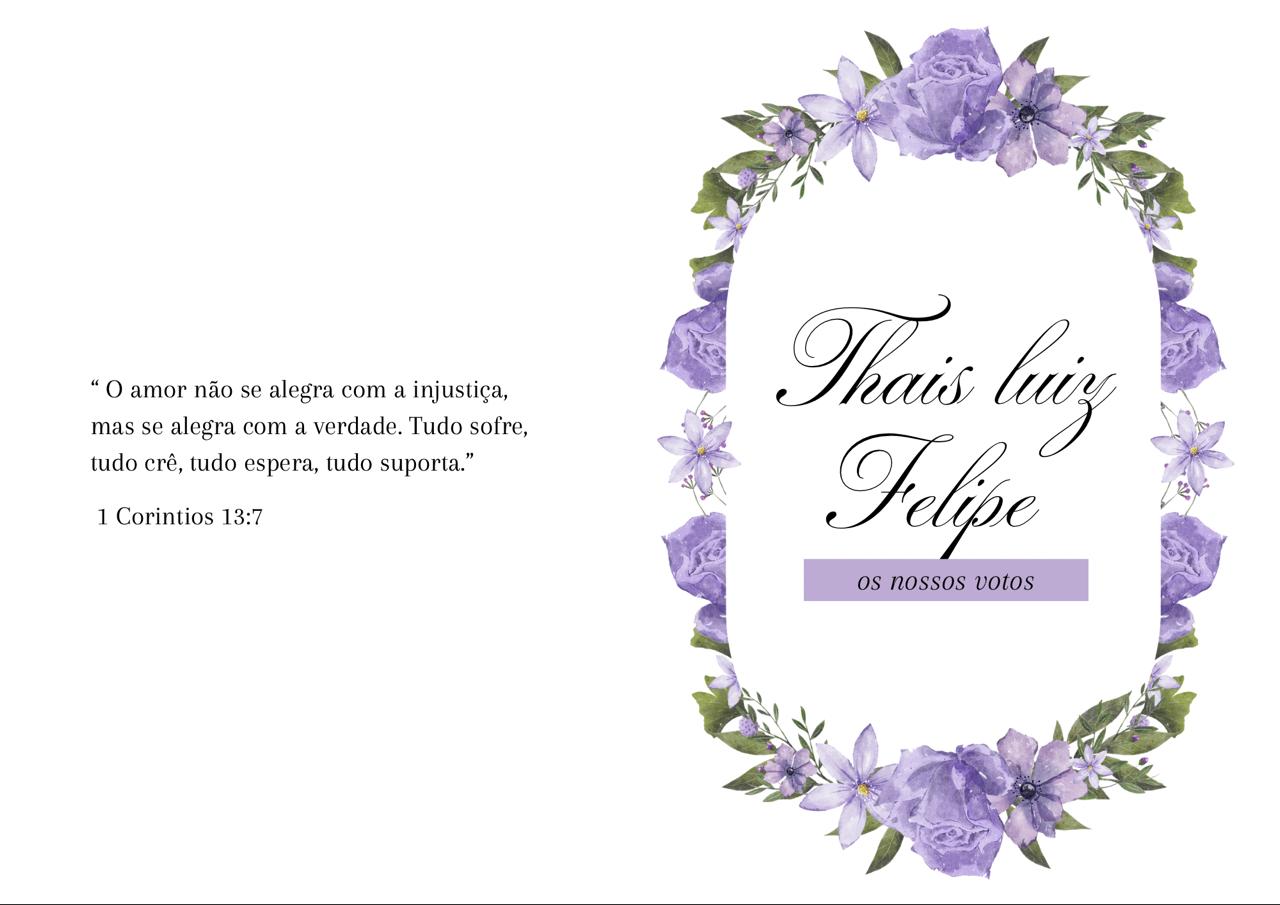 “ O amor não se alegra com a injustiça,
mas se alegra com a verdade. Tudo sofre,
tudo crê, tudo espera, tudo suporta.”
1 Corintios 13:7
Thais luiz
Felipe
os nossos votos